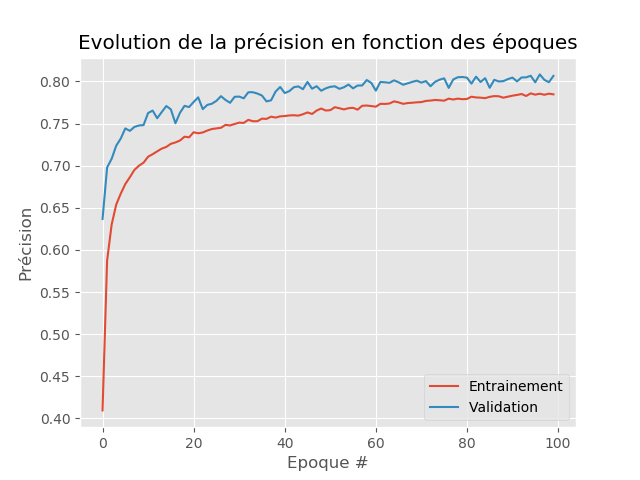 Evolution de la précision en fonction des époques
0.80
0.75
0.70
0.65
0.60
0.55
0.50
0.45
0.40
Précision
Entrainement
Validation
0 20 40 60 80 100
Epoque #